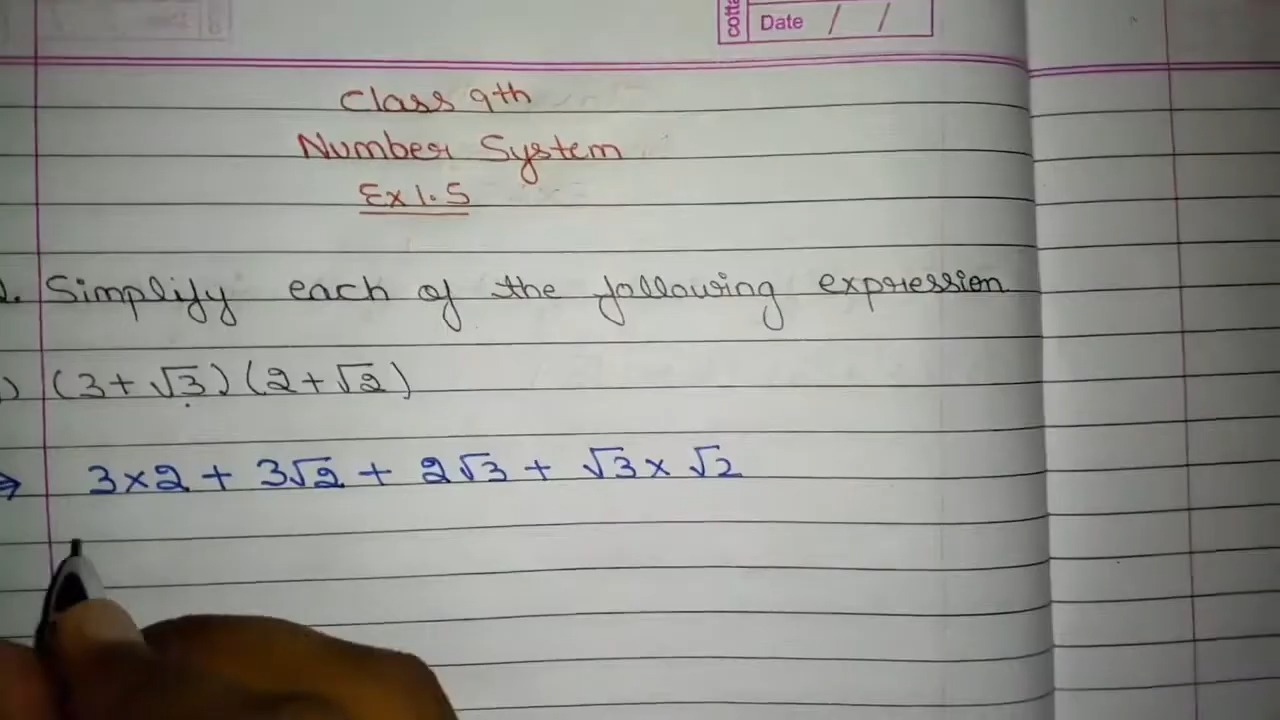 Date / /
Class 9th
Number System
Ex 1.5
Simplify each of the following expression
) (3+√3)(2+√2)
⇒ 3×2 + 3√2 + 2√3 + √3 × √2